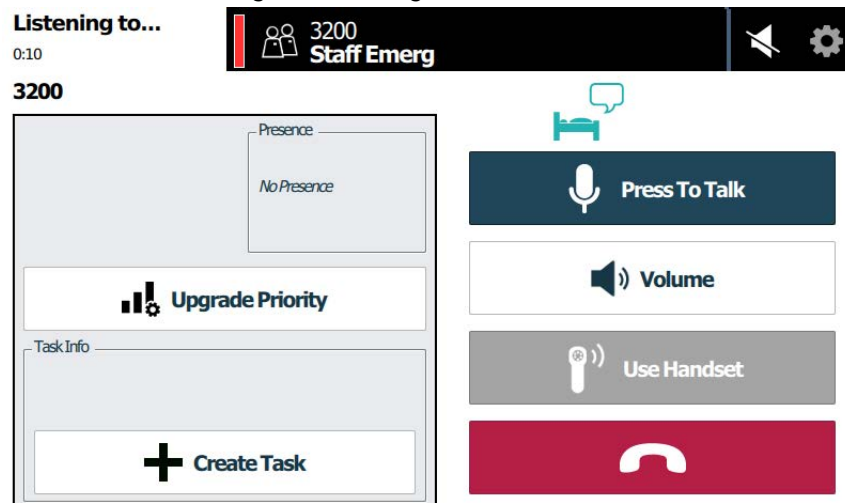 Listening to...
0:10
3200
Staff Emerg
3200
Presence
No Presence
Press To Talk
Volume
Upgrade Priority
Task Info
Use Handset
Create Task